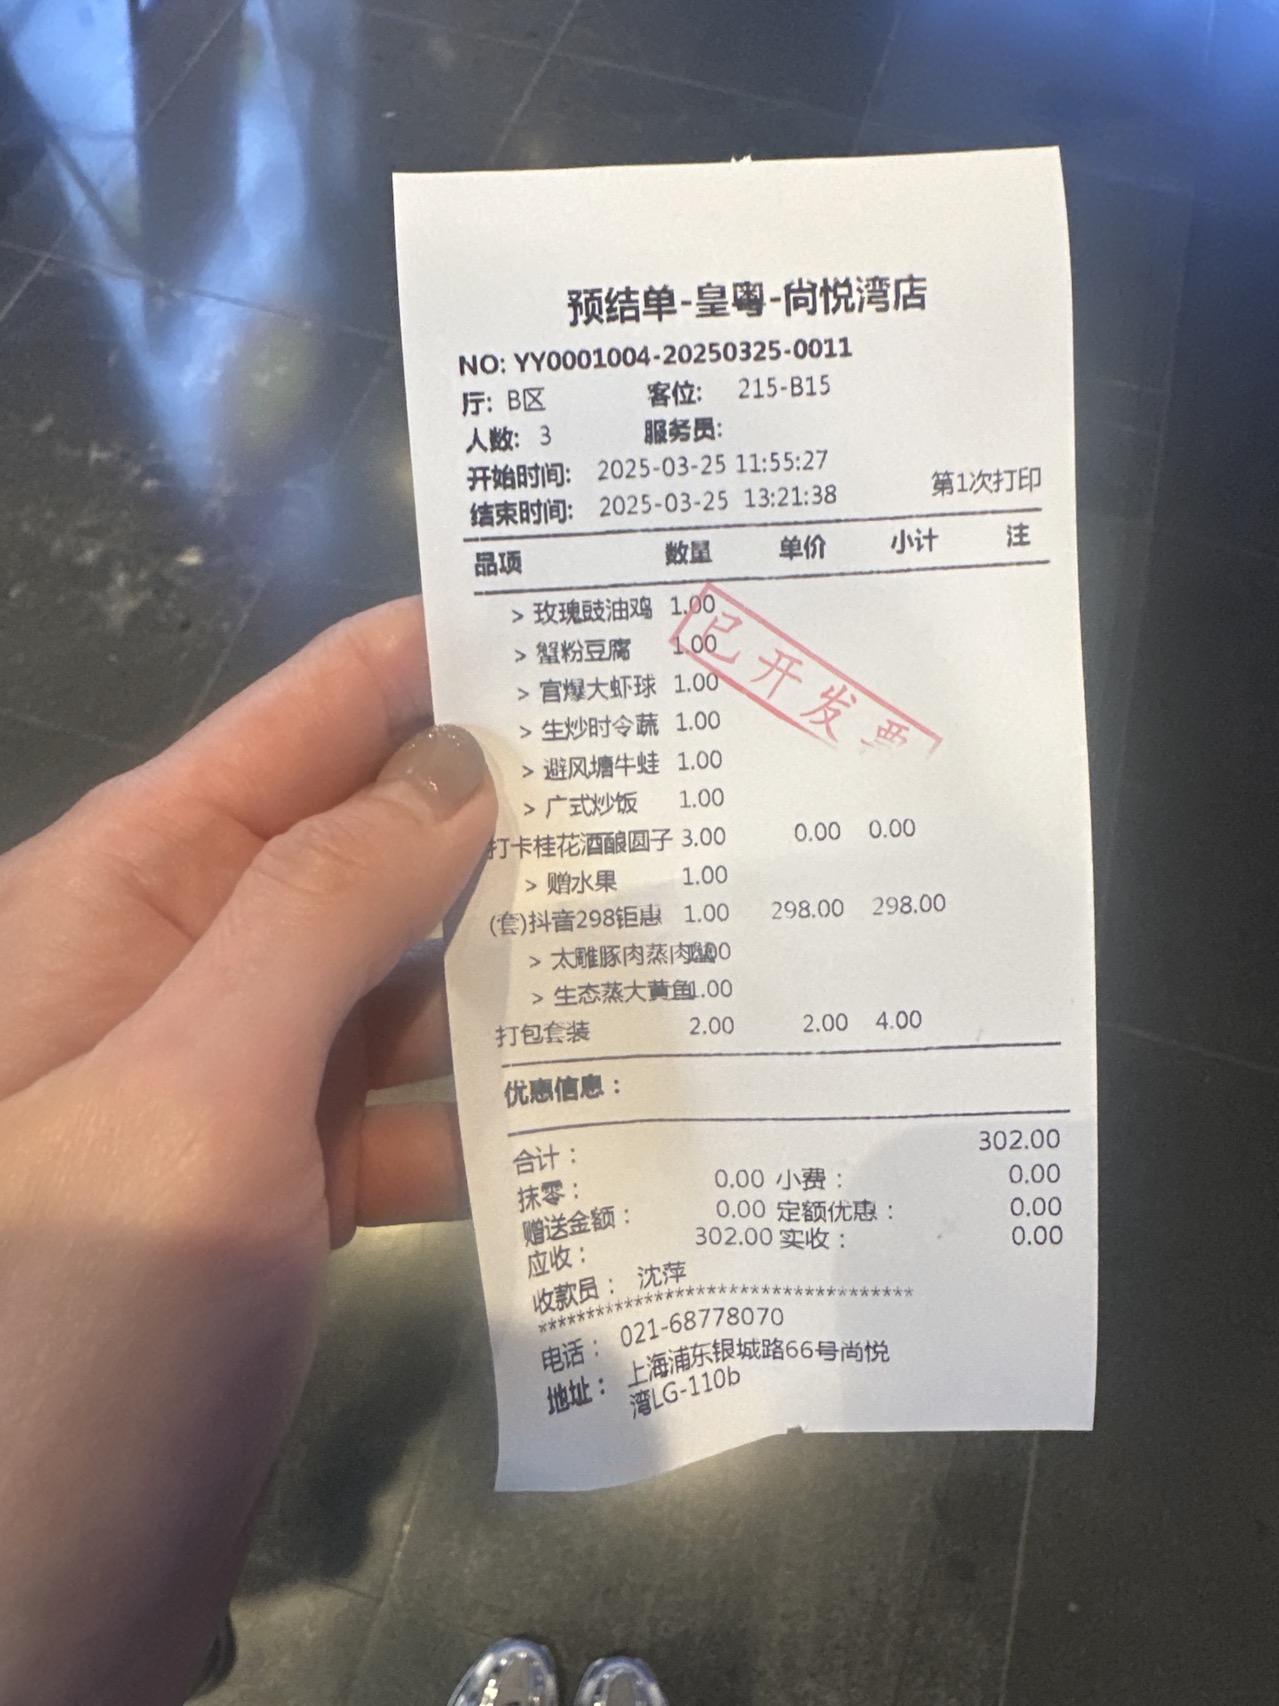 预结单-皇粤-尚悦湾店
NO: YY0001004-20250325-0011
厅: B区 客位: 215-B15
人数: 3 服务员:
开始时间: 2025-03-25 11:55:27
结束时间: 2025-03-25 13:21:38 第1次打印
品项 数量 单价 小计 注
> 玫瑰豉油鸡 1.00
> 蟹粉豆腐 1.00
> 宫爆大虾球 1.00
> 生炒时令蔬 1.00
> 避风塘牛蛙 1.00
> 广式炒饭 1.00
打卡桂花酒酿圆子 3.00 0.00 0.00
> 赠水果 1.00
(套)抖音298钜惠 1.00 298.00 298.00
> 太雕豚肉蒸肉
> 生态蒸大黄鱼 1.00
打包套装 2.00 2.00 4.00
已开发票
优惠信息：
合计： 302.00
抹零： 0.00 小费： 0.00
赠送金额： 0.00 定额优惠： 0.00
应收： 302.00 实收： 0.00
收款员： 沈萍
***********************************
电话： 021-68778070
地址： 上海浦东银城路66号尚悦
湾LG-110b